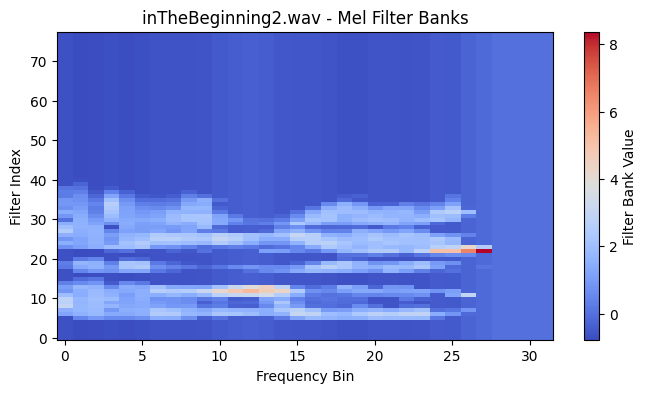 inTheBeginning2.wav - Mel Filter Banks
Filter Index
70
60
50
40
30
20
10
0
0 5 10 15 20 25 30
Frequency Bin
8
6
4
2
0
Filter Bank Value